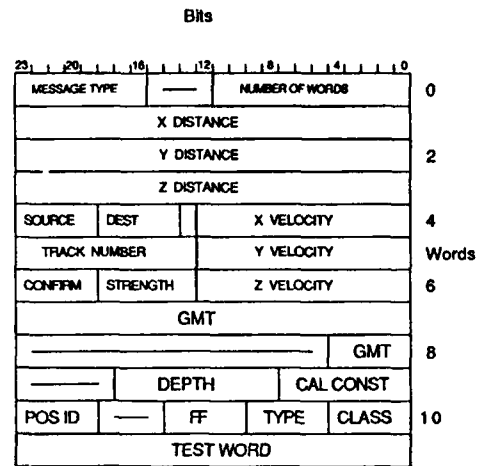 Bits
23 20 16 12 8 4 0
MESSAGE TYPE NUMBER OF WORDS 0
X DISTANCE
Y DISTANCE 2
Z DISTANCE
SOURCE DEST X VELOCITY 4
TRACK NUMBER Y VELOCITY Words
CONFIRM STRENGTH Z VELOCITY 6
GMT
GMT 8
DEPTH CAL CONST
POS ID FF TYPE CLASS 10
TEST WORD